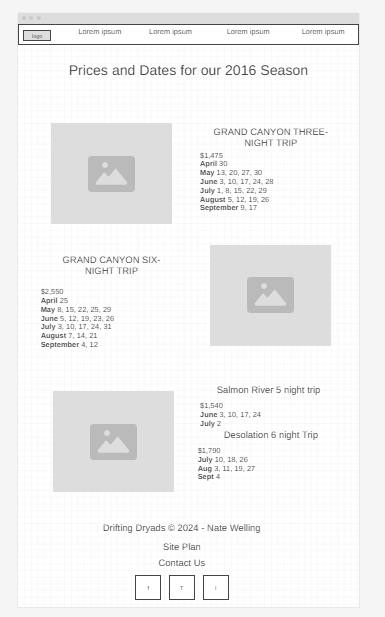 logo
Lorem ipsum Lorem ipsum Lorem ipsum Lorem ipsum
Prices and Dates for our 2016 Season
GRAND CANYON THREE-
NIGHT TRIP
$1,475
April 30
May 13, 20, 27, 30
June 3, 10, 17, 24, 28
July 1, 8, 15, 22, 29
August 5, 12, 19, 26
September 9, 17
GRAND CANYON SIX-
NIGHT TRIP
$2,550
April 25
May 8, 15, 22, 25, 29
June 5, 12, 19, 23, 26
July 3, 10, 17, 24, 31
August 7, 14, 21
September 4, 12
Salmon River 5 night trip
$1,540
June 3, 10, 17, 24
July 2
Desolation 6 night Trip
$1,790
July 10, 18, 26
Aug 3, 11, 19, 27
Sept 4
Drifting Dryads © 2024 - Nate Welling
Site Plan
Contact Us
f T I